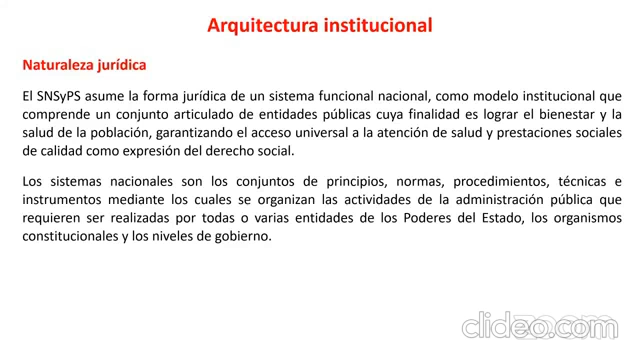 Arquitectura institucional
Naturaleza jurídica
El SNSyPS asume la forma jurídica de un sistema funcional nacional, como modelo institucional que
comprende un conjunto articulado de entidades públicas cuya finalidad es lograr el bienestar y la
salud de la población, garantizando el acceso universal a la atención de salud y prestaciones sociales
de calidad como expresión del derecho social.
Los sistemas nacionales son los conjuntos de principios, normas, procedimientos, técnicas e
instrumentos mediante los cuales se organizan las actividades de la administración pública que
requieren ser realizadas por todas o varias entidades de los Poderes del Estado, los organismos
constitucionales y los niveles de gobierno.
zoom
clideo.com